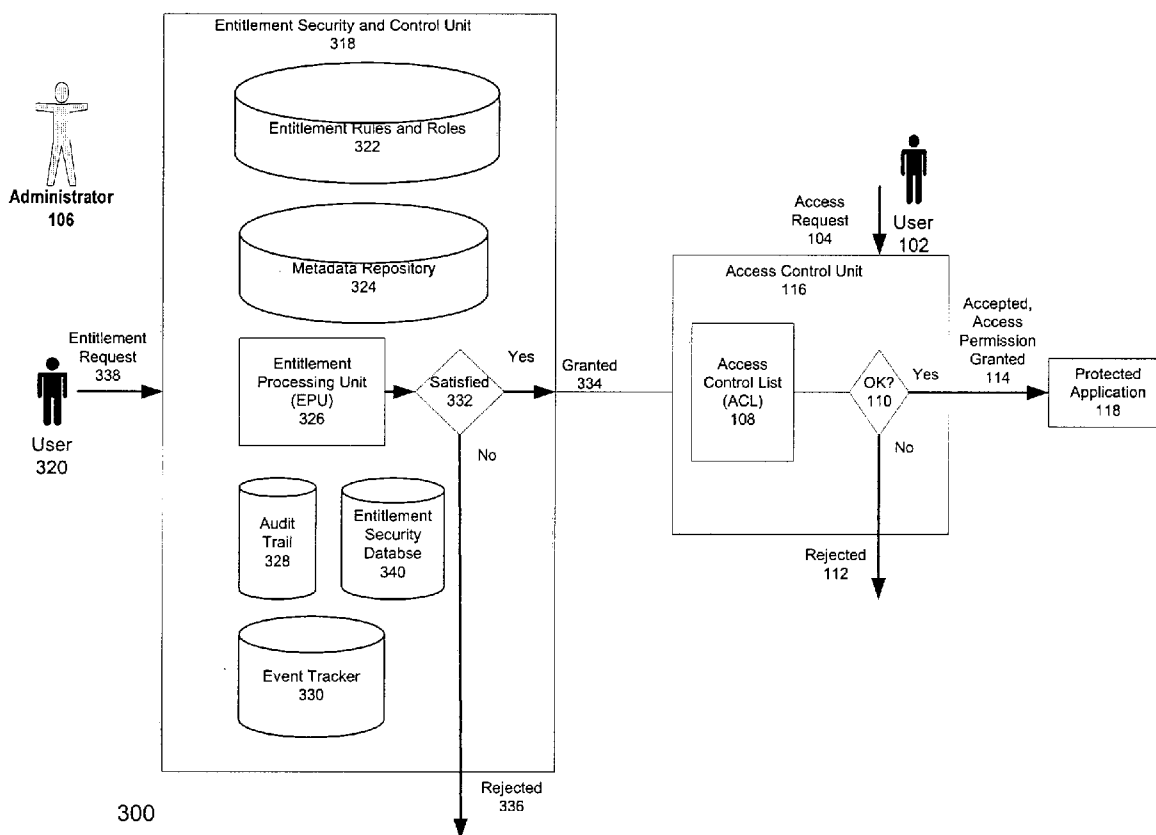 Entitlement Security and Control Unit
318
Entitlement Rules and Roles
322
Administrator
106
Metadata Repository
324
Entitlement
Request
338
User
320
Entitlement
Processing Unit
(EPU)
326
Satisfied
332
Yes
No
Granted
334
Audit
Trail
328
Entitlement
Security
Databse
340
Event Tracker
330
Rejected
336
300
User
102
Access
Request
104
Access Control Unit
116
Access
Control List
(ACL)
108
OK?
110
Yes
No
Accepted,
Access
Permission
Granted
114
Protected
Application
118
Rejected
112